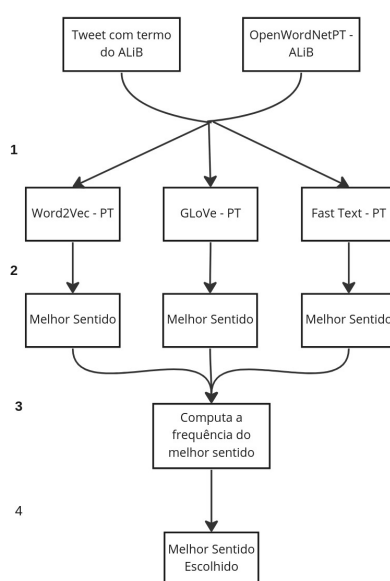 Tweet com termo
do ALiB
OpenWordNetPT -
ALiB
1
Word2Vec - PT
GLoVe - PT
Fast Text - PT
2
Melhor Sentido
Melhor Sentido
Melhor Sentido
3
Computa a
frequência do
melhor sentido
4
Melhor Sentido
Escolhido